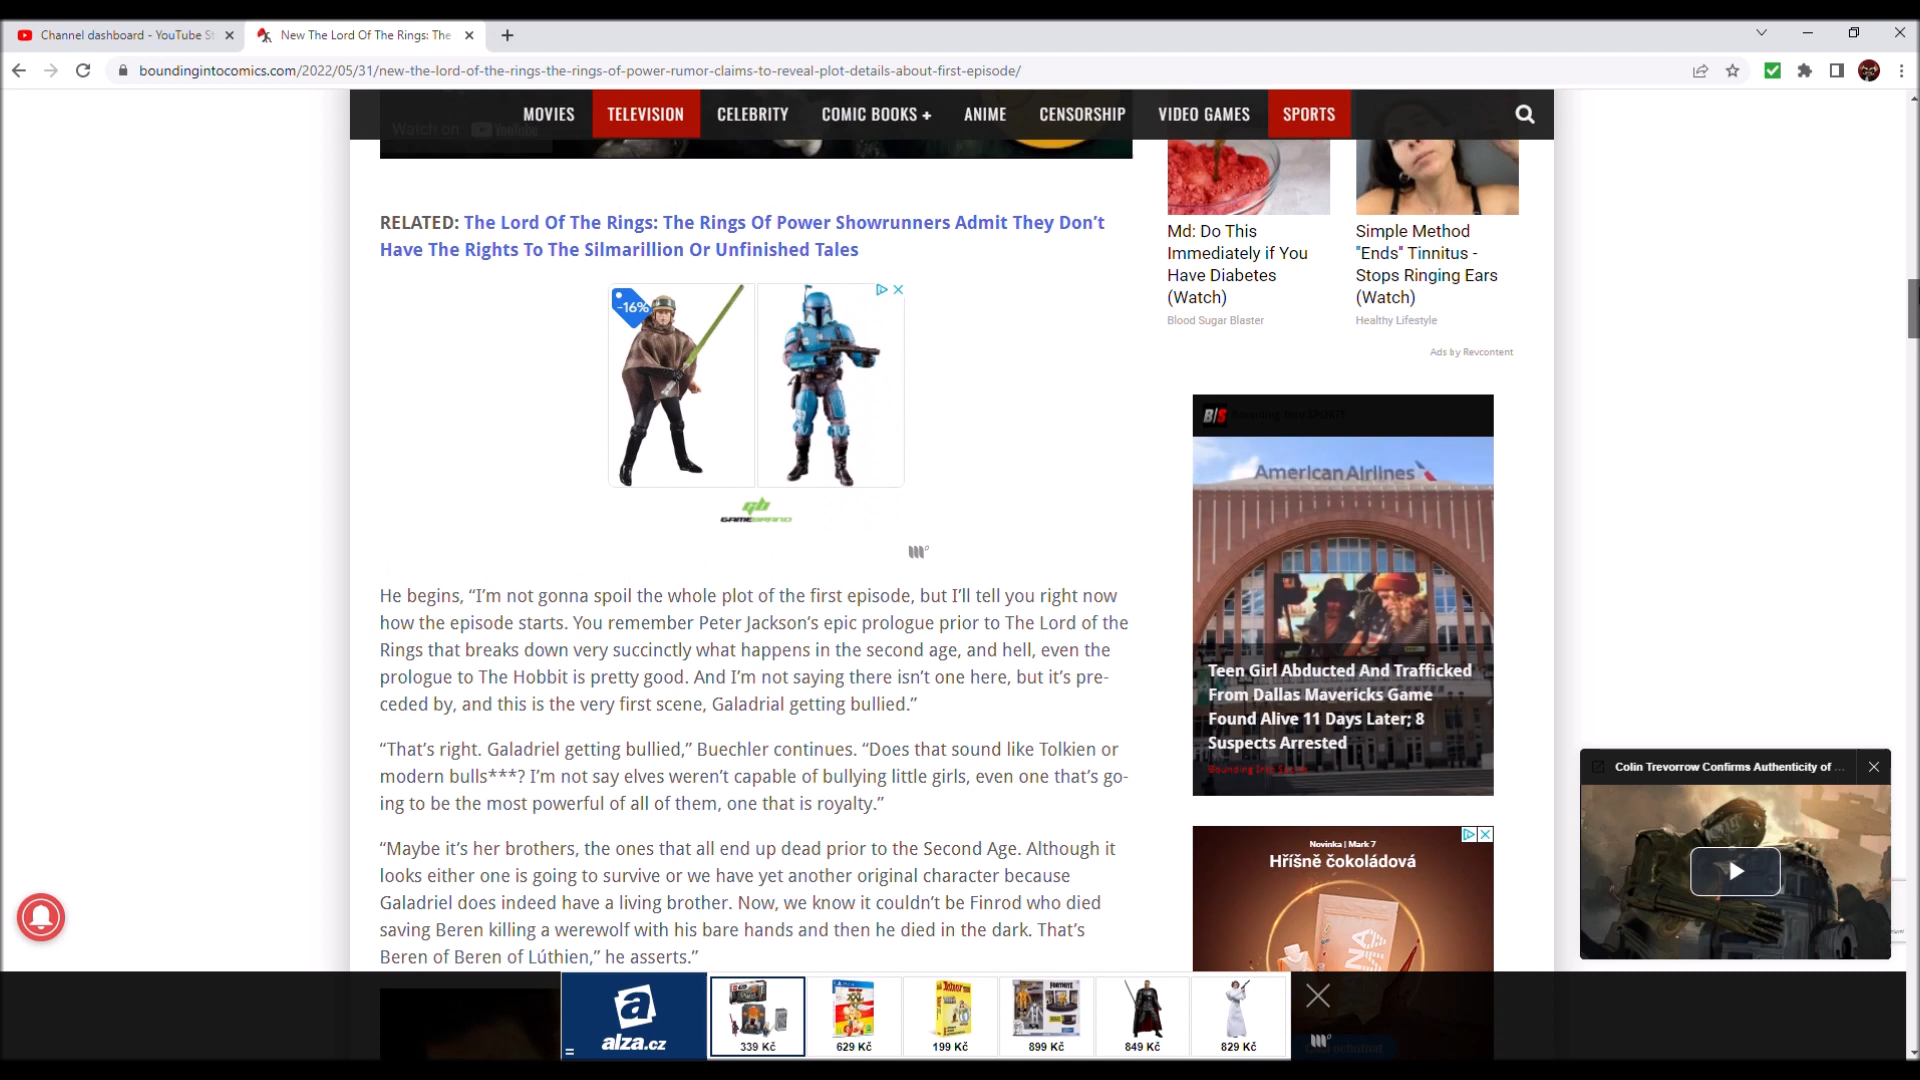 Channel dashboard - YouTube St
New The Lord Of The Rings: The
boundingintocomics.com/2022/05/31/new-the-lord-of-the-rings-the-rings-of-power-rumor-claims-to-reveal-plot-details-about-first-episode/
MOVIES TELEVISION CELEBRITY COMIC BOOKS + ANIME CENSORSHIP VIDEO GAMES SPORTS
Watch on YouTube
RELATED: The Lord Of The Rings: The Rings Of Power Showrunners Admit They Don’t
Have The Rights To The Silmarillion Or Unfinished Tales
-16%
GAMEBRAND
He begins, “I’m not gonna spoil the whole plot of the first episode, but I’ll tell you right now
how the episode starts. You remember Peter Jackson’s epic prologue prior to The Lord of the
Rings that breaks down very succinctly what happens in the second age, and hell, even the
prologue to The Hobbit is pretty good. And I’m not saying there isn’t one here, but it’s pre-
ceded by, and this is the very first scene, Galadrial getting bullied.”
“That’s right. Galadriel getting bullied,” Buechler continues. “Does that sound like Tolkien or
modern bulls***? I’m not say elves weren’t capable of bullying little girls, even one that’s go-
ing to be the most powerful of all of them, one that is royalty.”
“Maybe it’s her brothers, the ones that all end up dead prior to the Second Age. Although it
looks either one is going to survive or we have yet another original character because
Galadriel does indeed have a living brother. Now, we know it couldn’t be Finrod who died
saving Beren killing a werewolf with his bare hands and then he died in the dark. That’s
Beren of Beren of Lúthien,” he asserts.”
Md: Do This
Immediately if You
Have Diabetes
(Watch)
Blood Sugar Blaster
Simple Method
"Ends" Tinnitus -
Stops Ringing Ears
(Watch)
Healthy Lifestyle
Ads by Revcontent
B/S Bounding Into SPORTS
American Airlines
Teen Girl Abducted And Trafficked
From Dallas Mavericks Game
Found Alive 11 Days Later; 8
Suspects Arrested
Bounding Into Sports
Novinka | Mark 7
Hříšně čokoládová
Colin Trevorrow Confirms Authenticity of ...
a
alza.cz
339 Kč
629 Kč
199 Kč
FORTNITE
899 Kč
849 Kč
829 Kč